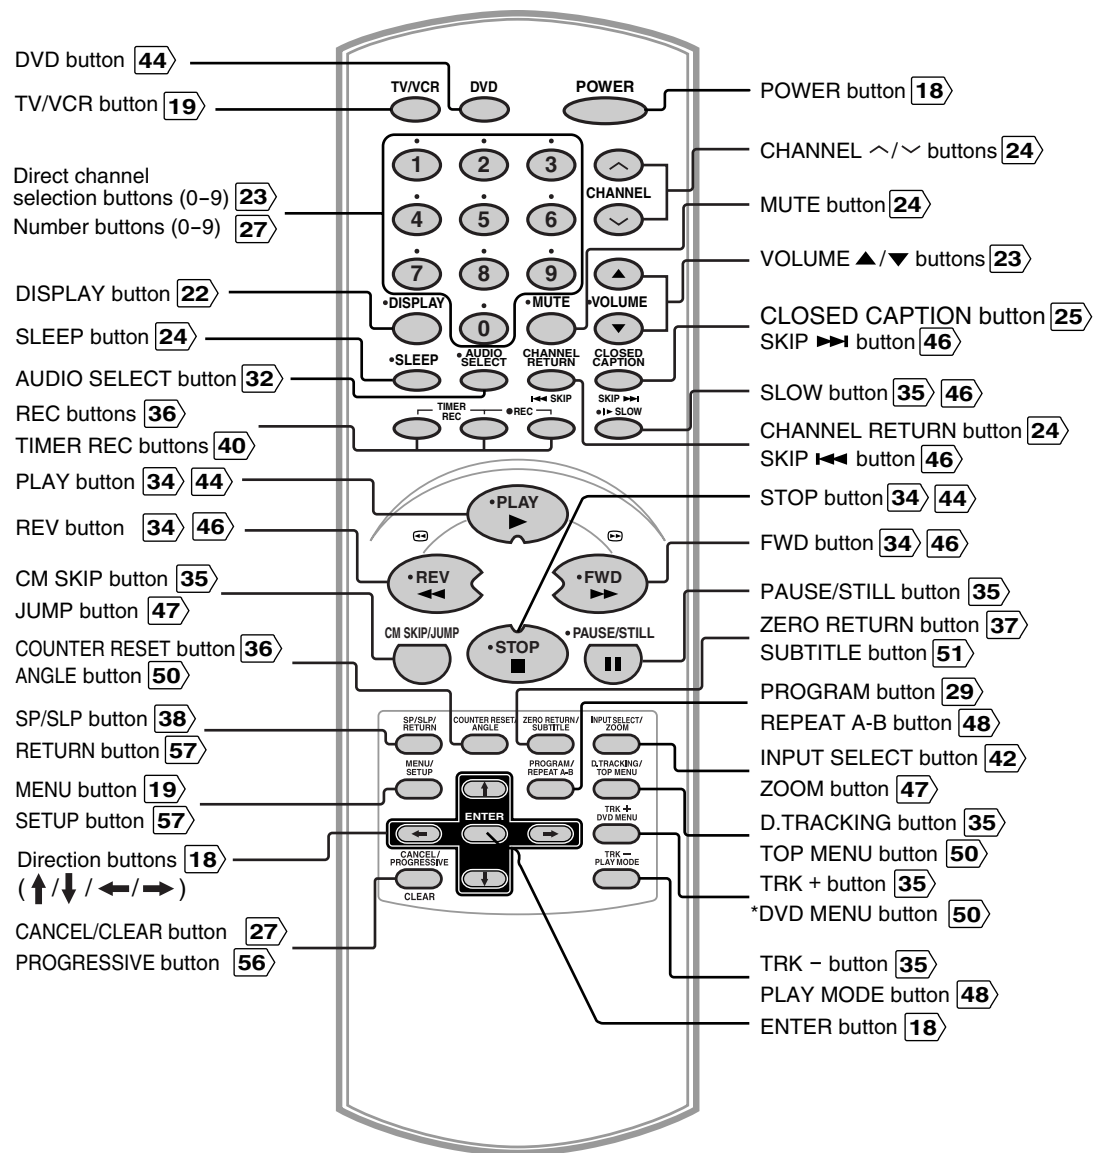 DVD button 44
TV/VCR button 19
Direct channel
selection buttons (0–9) 23
Number buttons (0–9) 27
DISPLAY button 22
SLEEP button 24
AUDIO SELECT button 32
REC buttons 36
TIMER REC buttons 40
PLAY button 34 44
REV button 34 46
CM SKIP button 35
JUMP button 47
COUNTER RESET button 36
ANGLE button 50
SP/SLP button 38
RETURN button 57
MENU button 19
SETUP button 57
Direction buttons 18
(↑/↓/←/→)
CANCEL/CLEAR button 27
PROGRESSIVE button 56
TV/VCR DVD POWER
1 2 3
CHANNEL
4 5 6
7 8 9
•DISPLAY •MUTE •VOLUME
0
•SLEEP •AUDIO SELECT CHANNEL RETURN CLOSED CAPTION
⏮ SKIP SKIP ⏭
TIMER REC ●REC •I▶ SLOW
•PLAY
▶
•REV •FWD
◀◀ ▶▶
CM SKIP/JUMP •STOP •PAUSE/STILL
SP/SLP/ RETURN COUNTER RESET/ ANGLE ZERO RETURN/ SUBTITLE INPUT SELECT/ ZOOM
MENU/ SETUP PROGRAM/ REPEAT A-B D.TRACKING/ TOP MENU
ENTER TRK + DVD MENU
CANCEL/ PROGRESSIVE TRK − PLAY MODE
CLEAR
POWER button 18
CHANNEL ︿/﹀ buttons 24
MUTE button 24
VOLUME ▲/▼ buttons 23
CLOSED CAPTION button 25
SKIP ⏭ button 46
SLOW button 35 46
CHANNEL RETURN button 24
SKIP ⏮ button 46
STOP button 34 44
FWD button 34 46
PAUSE/STILL button 35
ZERO RETURN button 37
SUBTITLE button 51
PROGRAM button 29
REPEAT A-B button 48
INPUT SELECT button 42
ZOOM button 47
D.TRACKING button 35
TOP MENU button 50
TRK + button 35
*DVD MENU button 50
TRK − button 35
PLAY MODE button 48
ENTER button 18